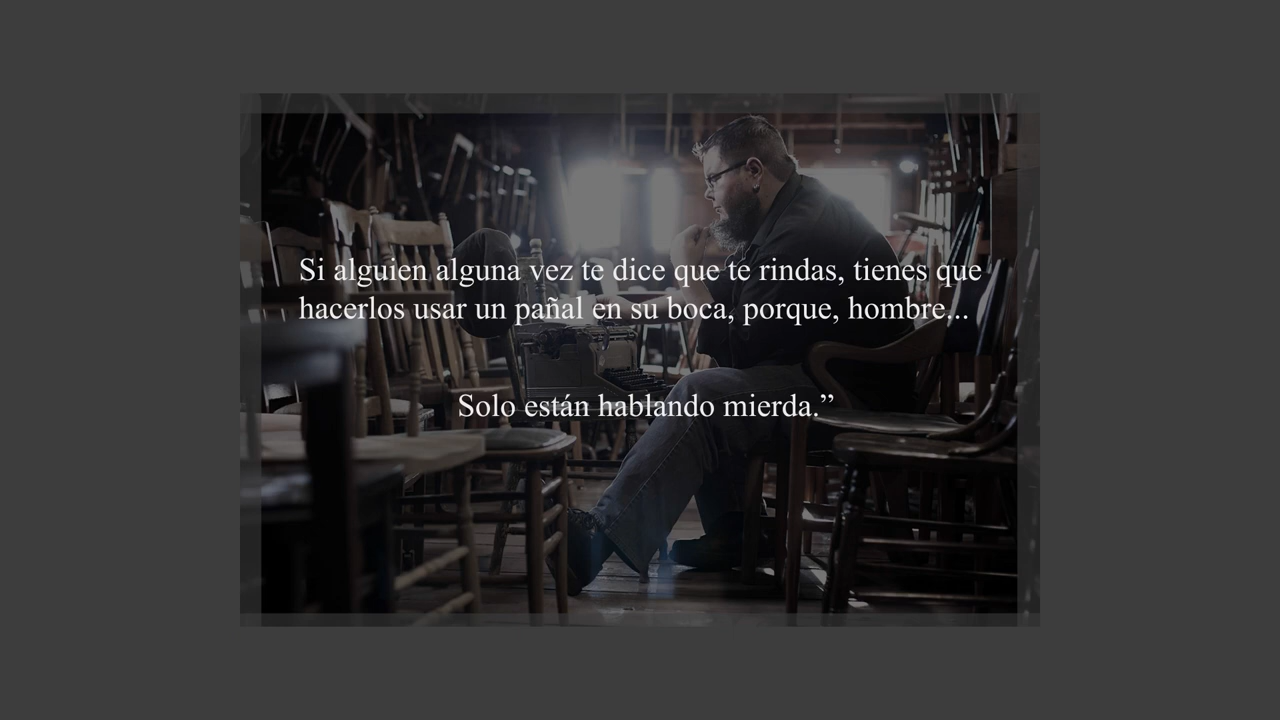 Si alguien alguna vez te dice que te rindas, tienes que
hacerlos usar un pañal en su boca, porque, hombre...
Solo están hablando mierda.”